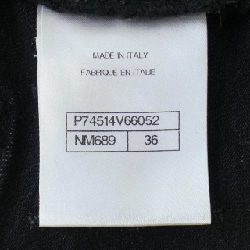 MADE IN ITALY
FABRIQUE EN ITALIE
P74514V66052
NM689 36